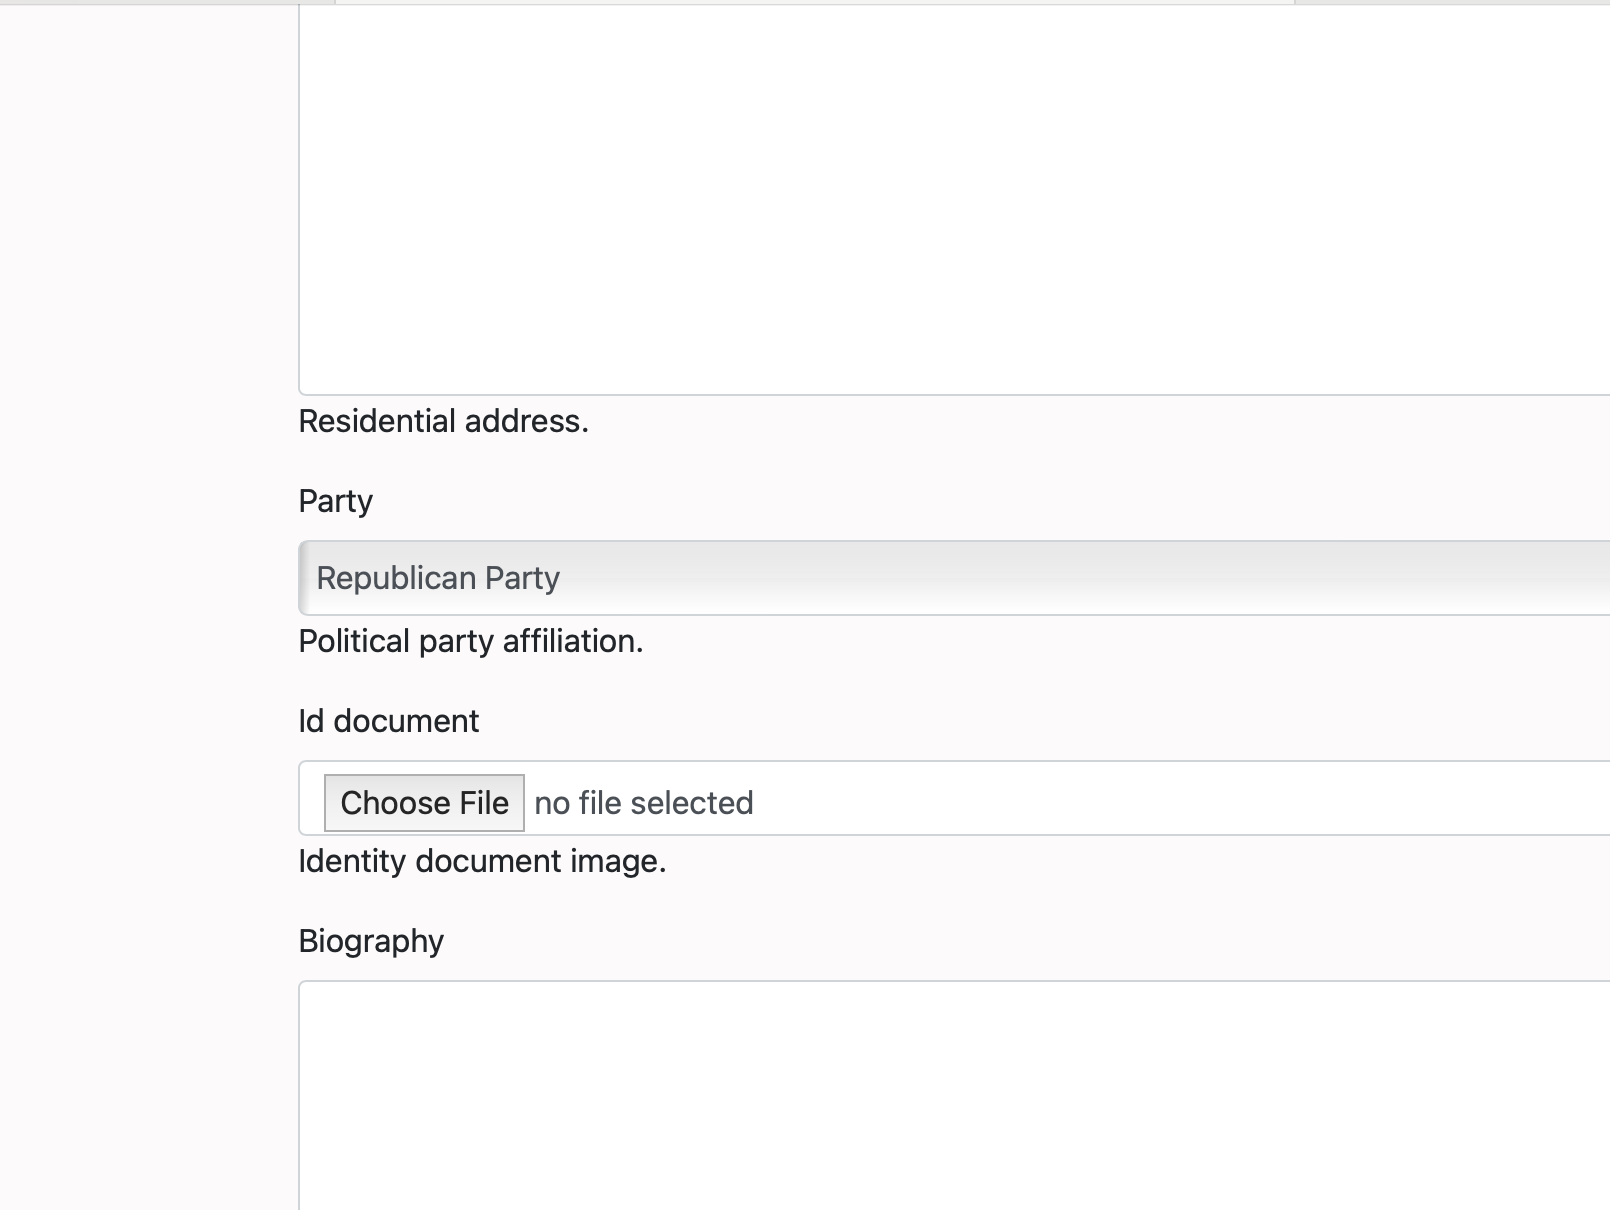 Residential address.
Party
Republican Party
Political party affiliation.
Id document
Choose File no file selected
Identity document image.
Biography